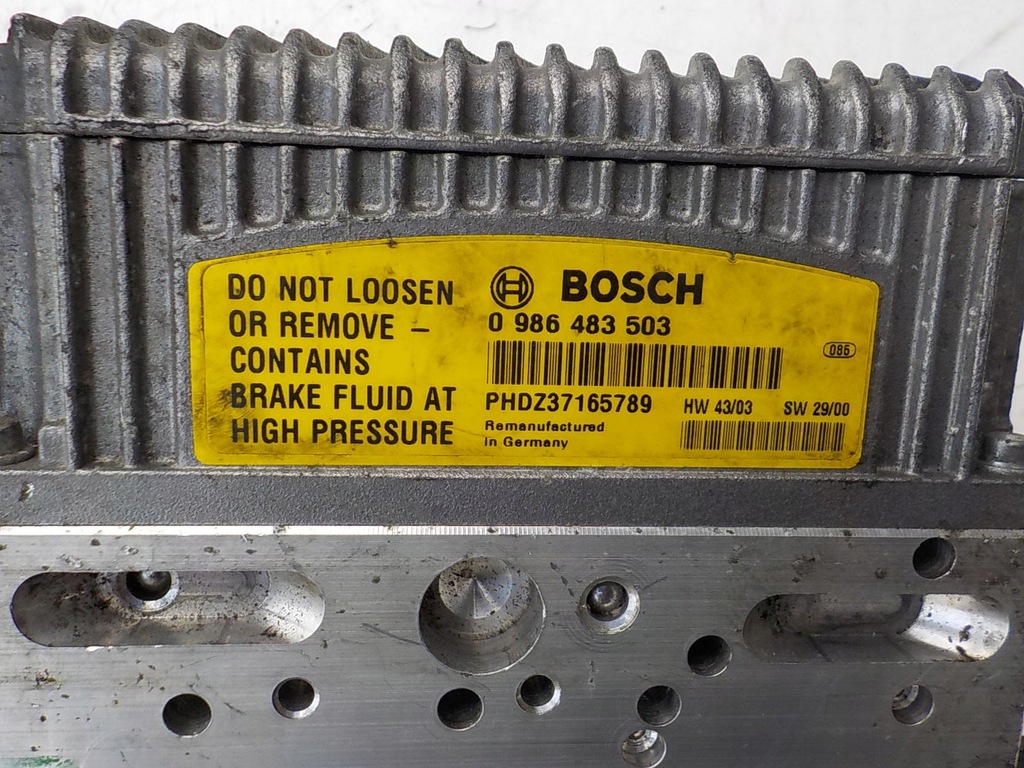 DO NOT LOOSEN
OR REMOVE –
CONTAINS
BRAKE FLUID AT
HIGH PRESSURE
BOSCH
0 986 483 503
085
PHDZ37165789
HW 43/03 SW 29/00
Remanufactured
in Germany